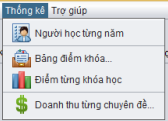 Thống kê Trợ giúp
Người học từng năm
Bảng điểm khóa...
Điểm từng khóa học
Doanh thu từng chuyên đề...